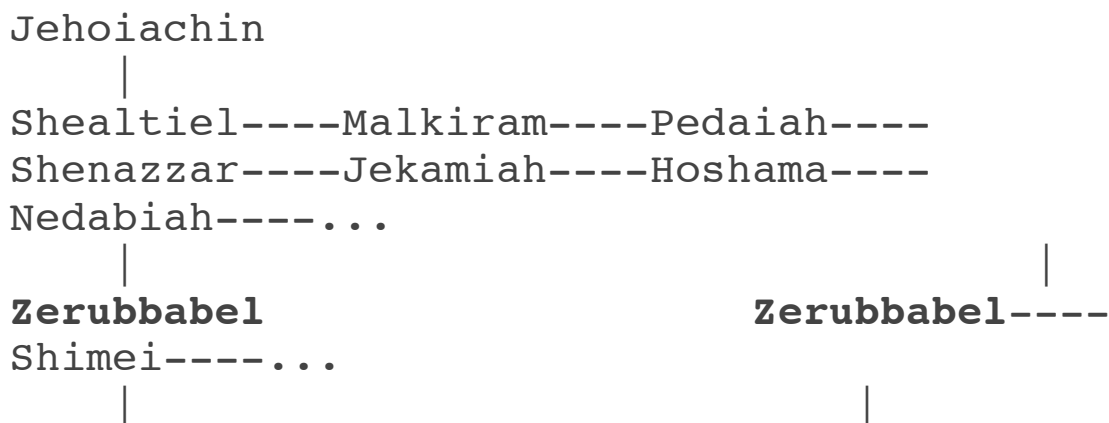 Jehoiachin
|
Shealtiel----Malkiram----Pedaiah----
Shenazzar----Jekamiah----Hoshama----
Nedabiah----...
| |
Zerubbabel Zerubbabel----
Shimei----...
| |